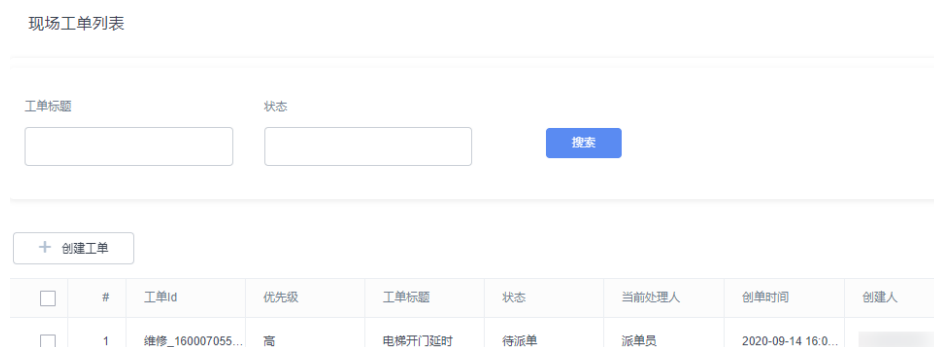 现场工单列表
工单标题 状态
搜索
+ 创建工单
# 工单Id 优先级 工单标题 状态 当前处理人 创单时间 创建人
1 维修_160007055... 高 电梯开门延时 待派单 派单员 2020-09-14 16:0...